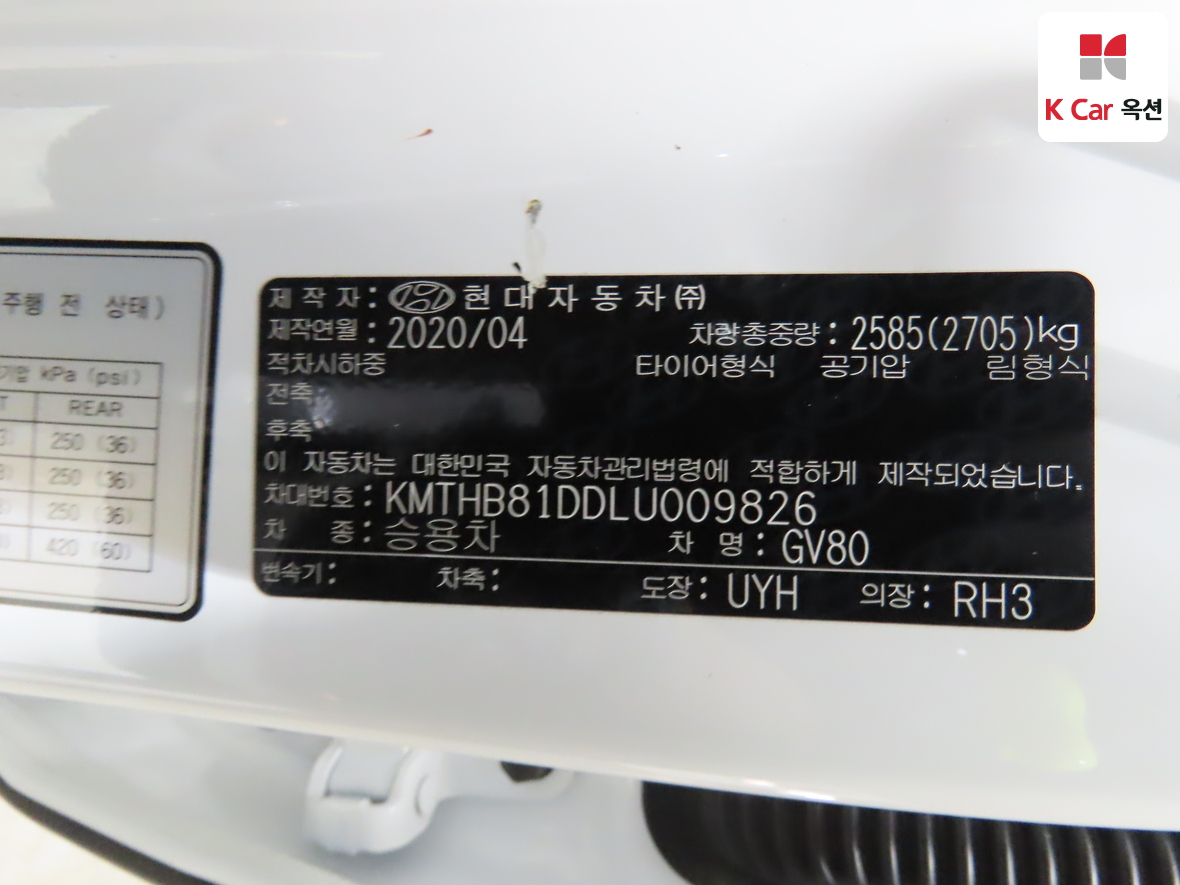 K Car 옥션
주행 전 상태)
kPa (psi)
REAR
250 (36)
250 (36)
250 (36)
420 (60)
제작자: HYUNDAI 현대자동차㈜
제작연월: 2020/04 차량총중량: 2585(2705)kg
적차시하중 타이어형식 공기압 림형식
전축:
후축:
이 자동차는 대한민국 자동차관리법령에 적합하게 제작되었습니다.
차대번호: KMTHB81DDLU009826
차 종: 승용차 차 명: GV80
변속기: 차축: 도장: UYH 의장: RH3